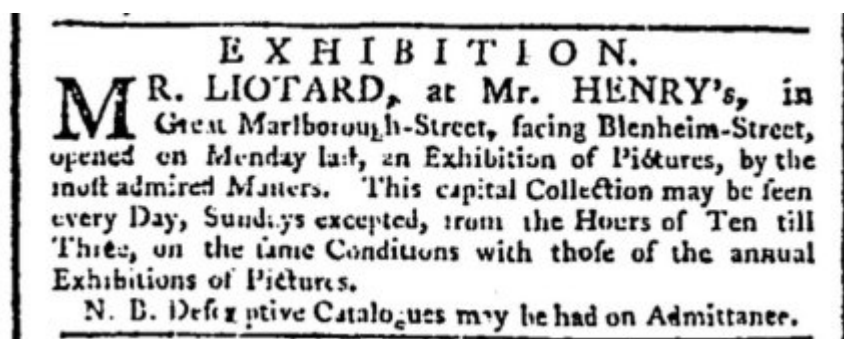 EXHIBITION.
MR. LIOTARD, at Mr. HENRY's, in
Great Marlborough-Street, facing Blenheim-Street,
opened on Monday last, an Exhibition of Pictures, by the
moſt admired Maſters. This capital Collection may be ſeen
every Day, Sundays excepted, from the Hours of Ten till
Three, on the ſame Conditions with thoſe of the annual
Exhibitions of Pictures.
N. B. Deſcriptive Catalogues may be had on Admittance.